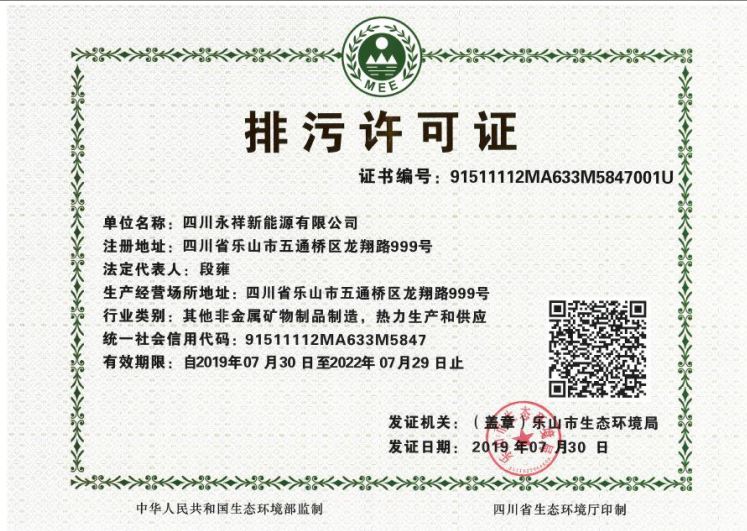 MEE
排污许可证
证书编号：91511112MA633M5847001U
单位名称：四川永祥新能源有限公司
注册地址：四川省乐山市五通桥区龙翔路999号
法定代表人：段雍
生产经营场所地址：四川省乐山市五通桥区龙翔路999号
行业类别：其他非金属矿物制品制造，热力生产和供应
统一社会信用代码：91511112MA633M5847
有效期限：自2019年07月30日至2022年07月29日止
发证机关：（盖章）乐山市生态环境局
发证日期：2019年07月30日
中华人民共和国生态环境部监制
四川省生态环境厅印制